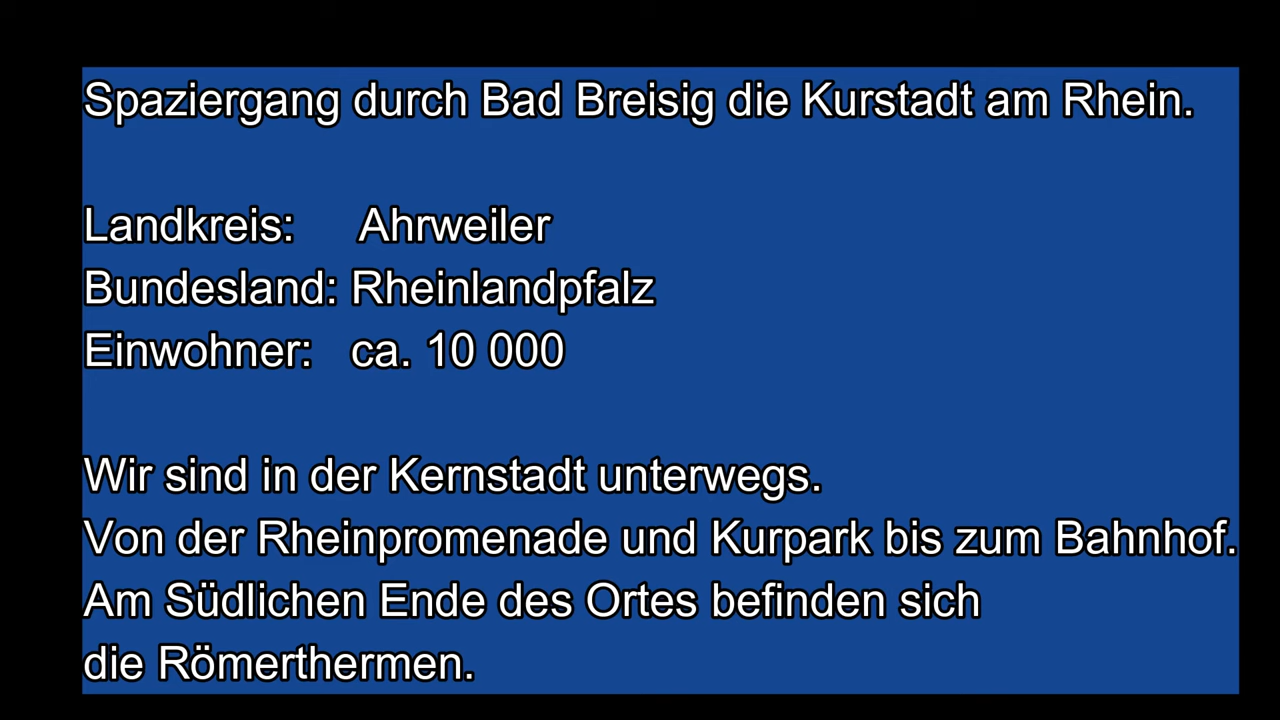 Spaziergang durch Bad Breisig die Kurstadt am Rhein.
Landkreis: Ahrweiler
Bundesland: Rheinlandpfalz
Einwohner: ca. 10 000
Wir sind in der Kernstadt unterwegs.
Von der Rheinpromenade und Kurpark bis zum Bahnhof.
Am Südlichen Ende des Ortes befinden sich
die Römerthermen.